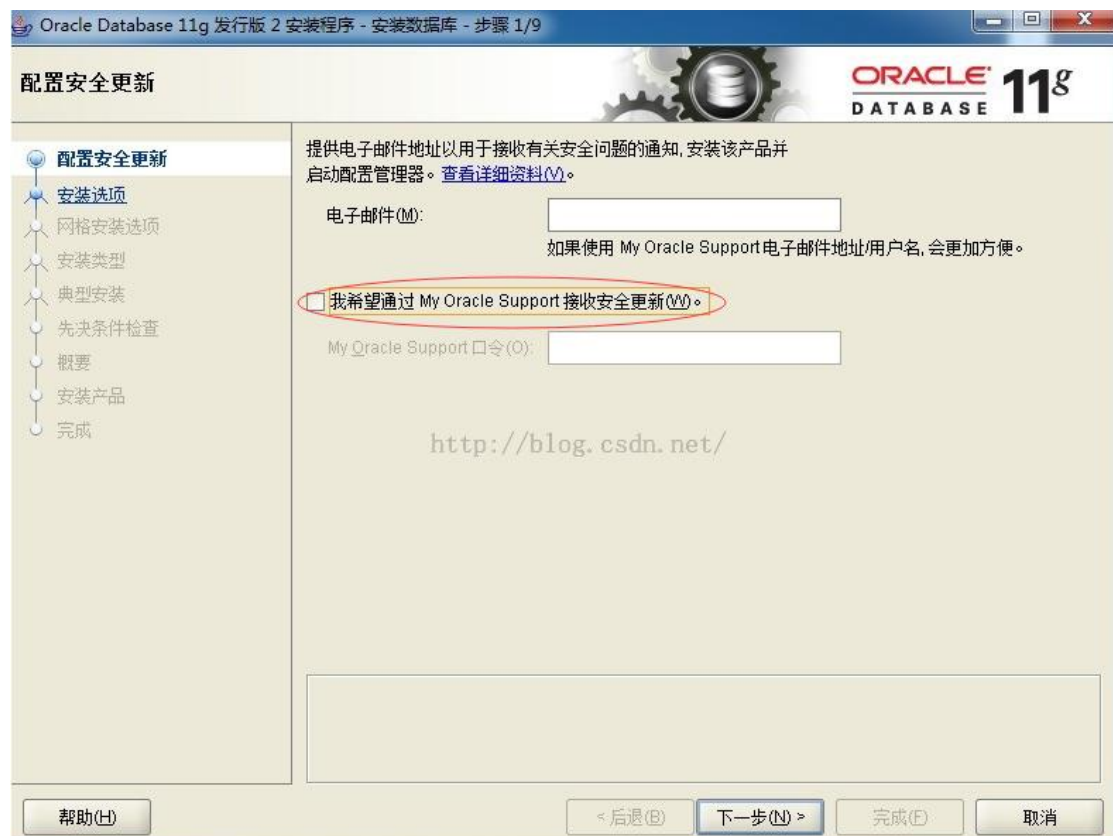 Oracle Database 11g 发行版 2 安装程序 - 安装数据库 - 步骤 1/9
配置安全更新
ORACLE 11g
DATABASE
配置安全更新
安装选项
网格安装选项
安装类型
典型安装
先决条件检查
概要
安装产品
完成
提供电子邮件地址以用于接收有关安全问题的通知, 安装该产品并
启动配置管理器。查看详细资料(V)。
电子邮件(M):
如果使用 My Oracle Support 电子邮件地址/用户名, 会更加方便。
我希望通过 My Oracle Support 接收安全更新(W)。
My Oracle Support 口令(O):
http://blog.csdn.net/
帮助(H)
< 后退(B)
下一步(N) >
完成(F)
取消